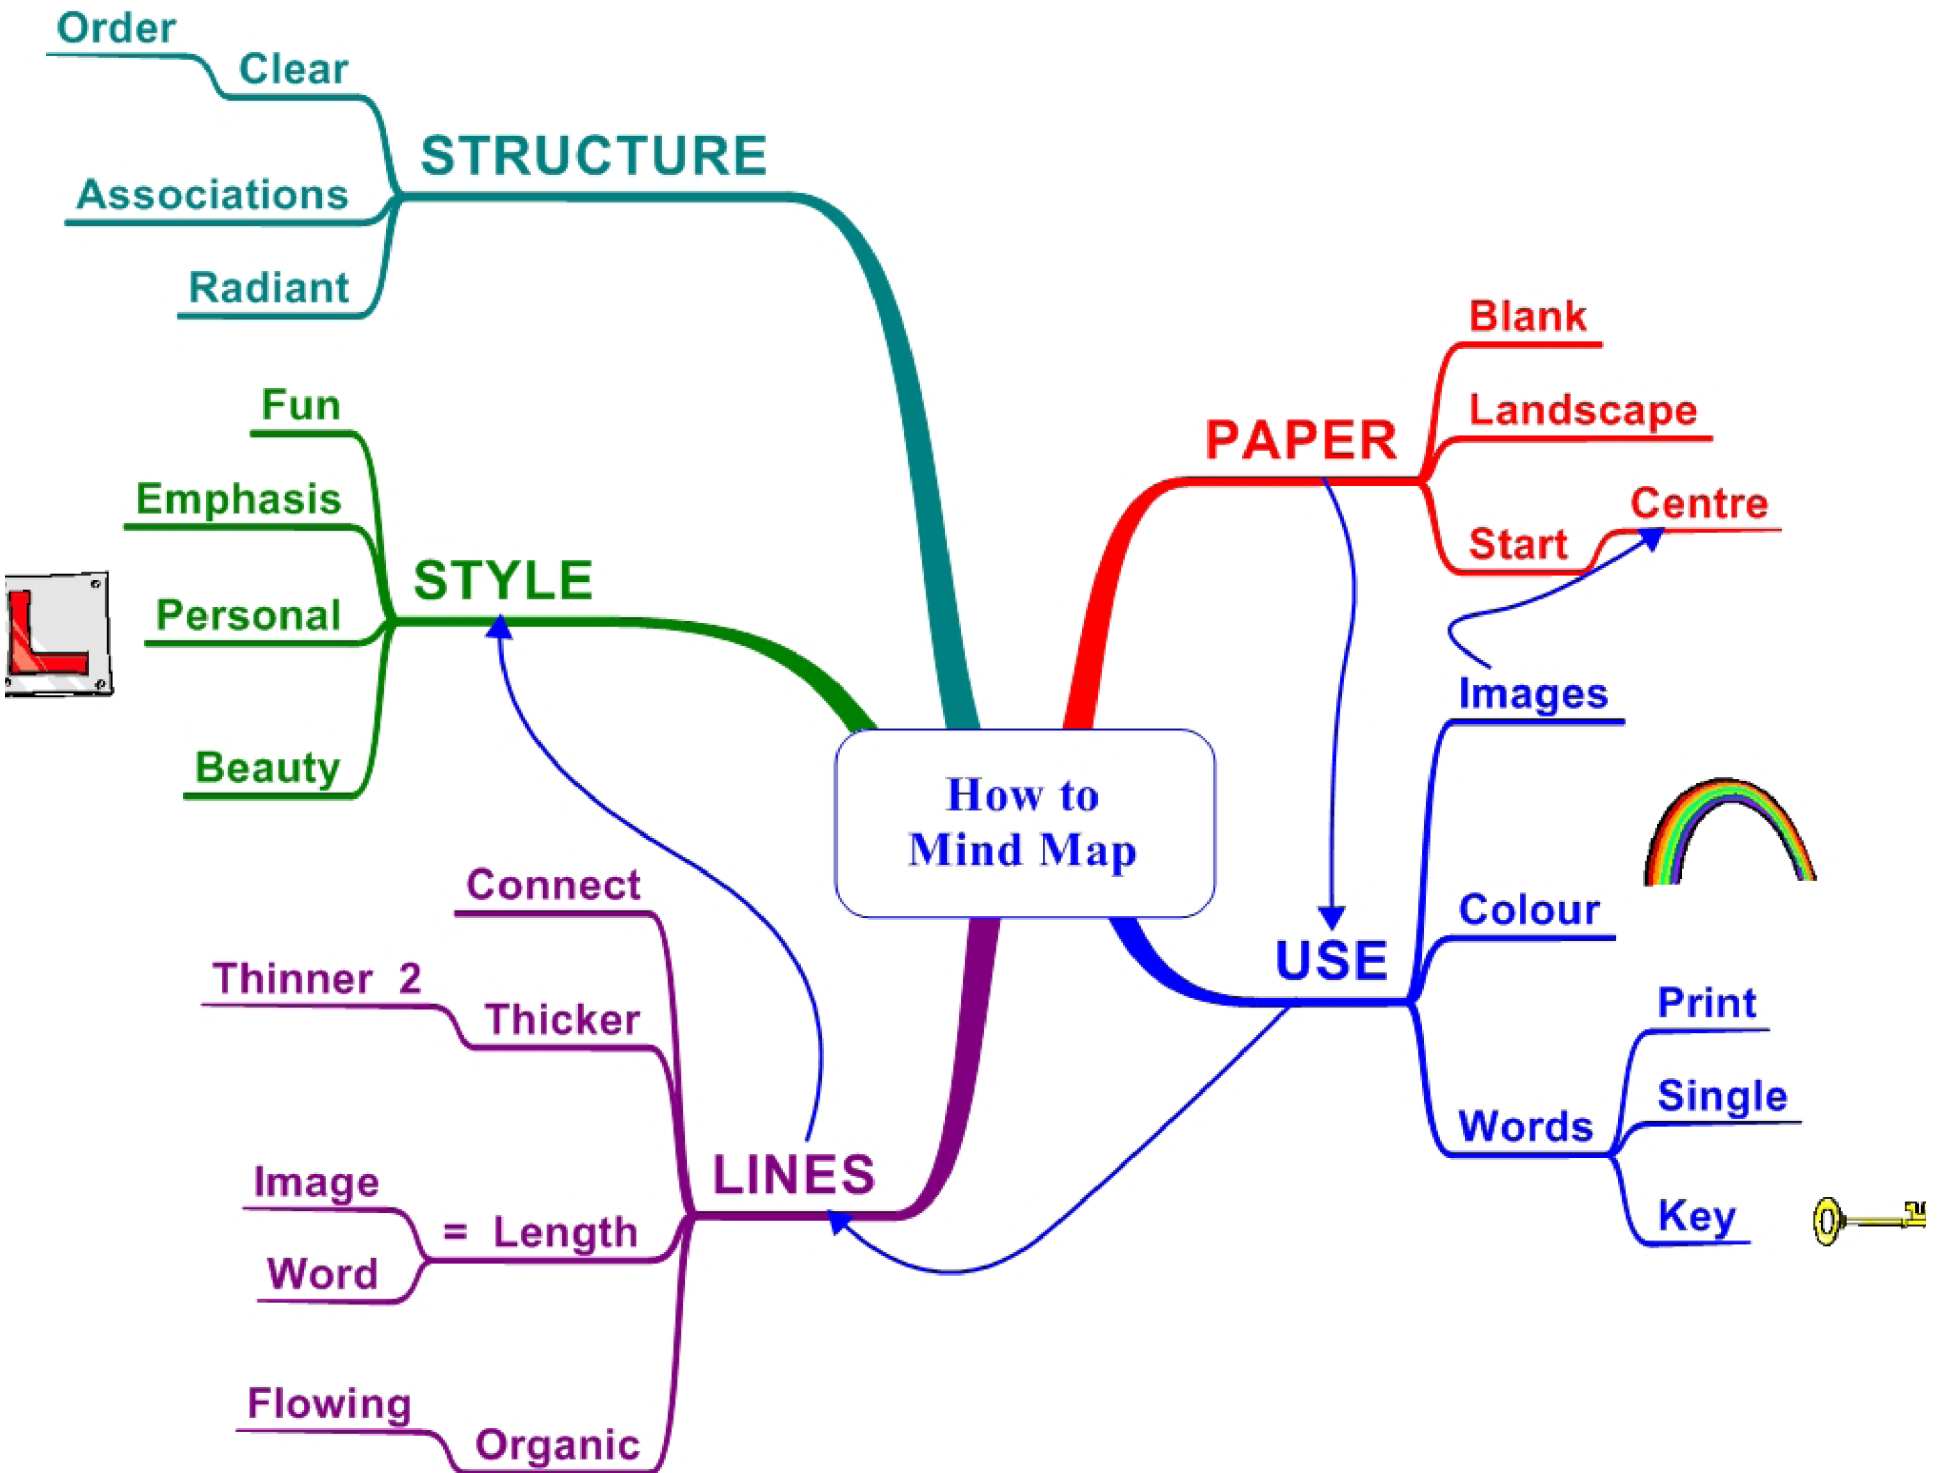 How to
Mind Map
PAPER
Blank
Landscape
Start
Centre
USE
Images
Colour
Words
Print
Single
Key
LINES
Connect
Thicker
Thinner 2
= Length
Image
Word
Organic
Flowing
STYLE
Fun
Emphasis
Personal
Beauty
L
STRUCTURE
Clear
Order
Associations
Radiant